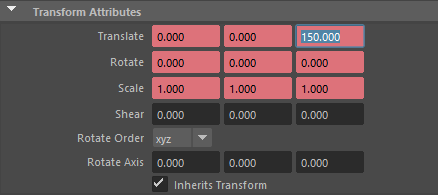 Transform Attributes
Translate 0.000 0.000 150.000
Rotate 0.000 0.000 0.000
Scale 1.000 1.000 1.000
Shear 0.000 0.000 0.000
Rotate Order xyz
Rotate Axis 0.000 0.000 0.000
Inherits Transform